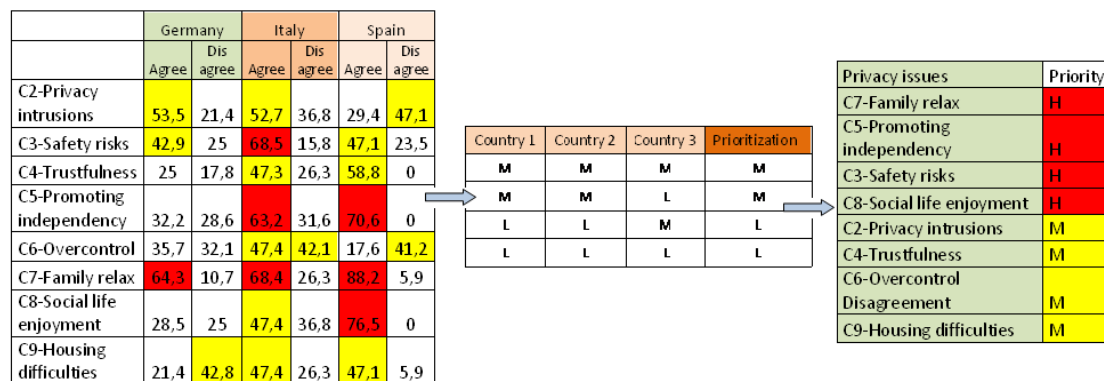 Germany Italy Spain
Agree Dis agree Agree Dis agree Agree Dis agree
C2-Privacy
intrusions 53,5 21,4 52,7 36,8 29,4 47,1
C3-Safety risks 42,9 25 68,5 15,8 47,1 23,5
C4-Trustfulness 25 17,8 47,3 26,3 58,8 0
C5-Promoting
independency 32,2 28,6 63,2 31,6 70,6 0
C6-Overcontrol 35,7 32,1 47,4 42,1 17,6 41,2
C7-Family relax 64,3 10,7 68,4 26,3 88,2 5,9
C8-Social life
enjoyment 28,5 25 47,4 36,8 76,5 0
C9-Housing
difficulties 21,4 42,8 47,4 26,3 47,1 5,9
Country 1 Country 2 Country 3 Prioritization
M M M M
M M L M
L L M L
L L L L
Privacy issues Priority
C7-Family relax H
C5-Promoting
independency H
C3-Safety risks H
C8-Social life enjoyment H
C2-Privacy intrusions M
C4-Trustfulness M
C6-Overcontrol
Disagreement M
C9-Housing difficulties M